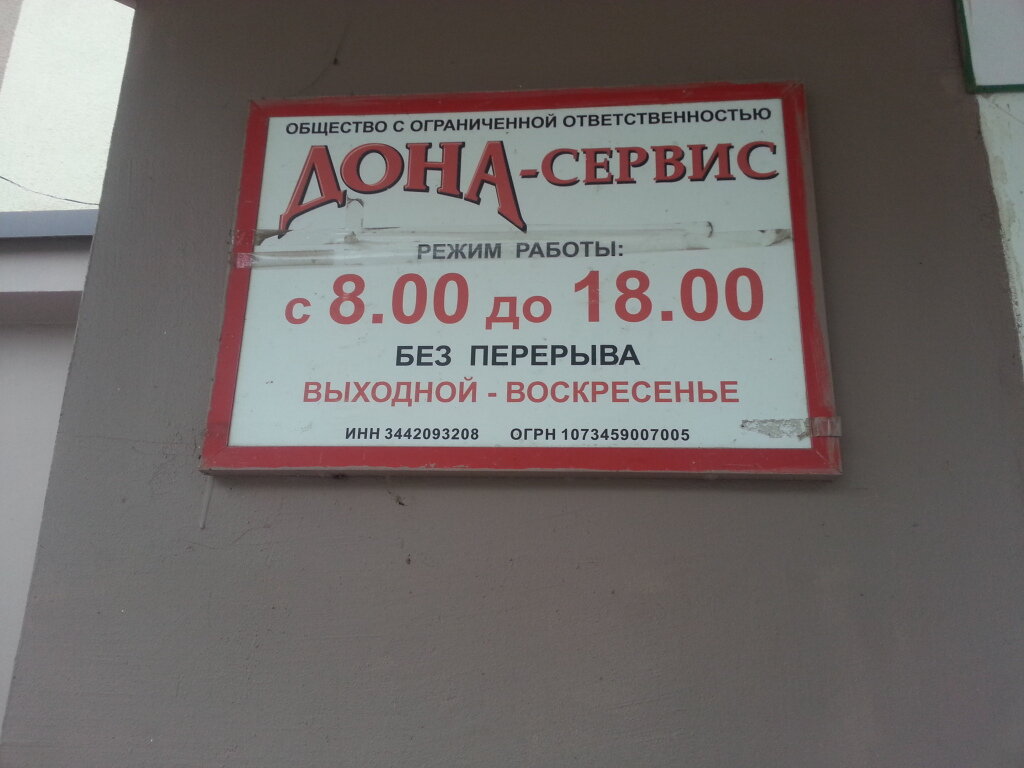 ОБЩЕСТВО С ОГРАНИЧЕННОЙ ОТВЕТСТВЕННОСТЬЮ
ДОНА-СЕРВИС
РЕЖИМ РАБОТЫ:
с 8.00 до 18.00
БЕЗ ПЕРЕРЫВА
ВЫХОДНОЙ - ВОСКРЕСЕНЬЕ
ИНН 3442093208 ОГРН 1073459007005